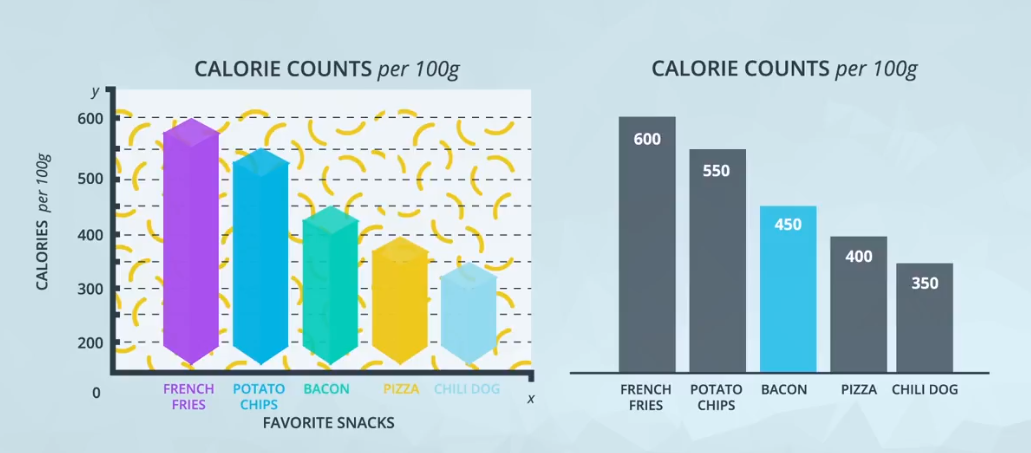 CALORIE COUNTS per 100g
y
600
500
400
300
200
0
CALORIES per 100g
FRENCH FRIES
POTATO CHIPS
BACON
PIZZA
CHILI DOG
x
FAVORITE SNACKS
CALORIE COUNTS per 100g
600
550
450
400
350
FRENCH
FRIES
POTATO
CHIPS
BACON
PIZZA
CHILI DOG